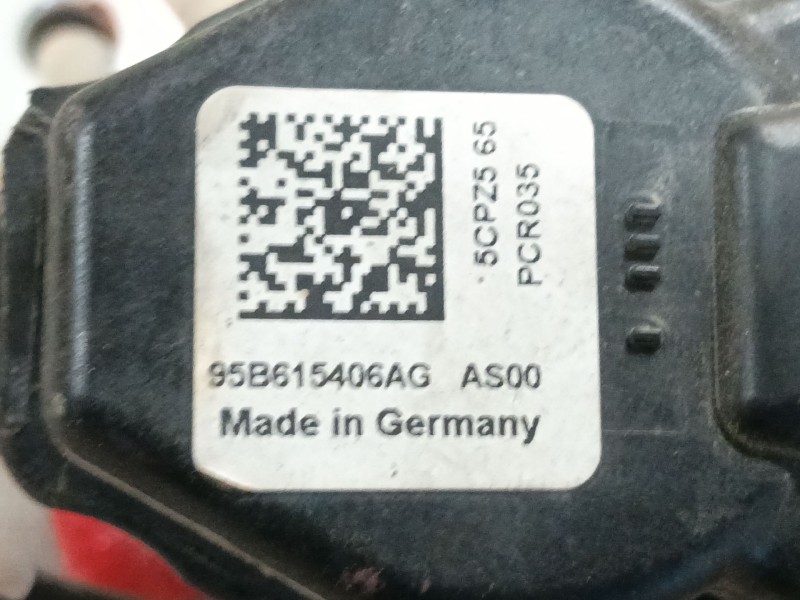 5CPZ5 65
PCR035
95B615406AG AS00
Made in Germany